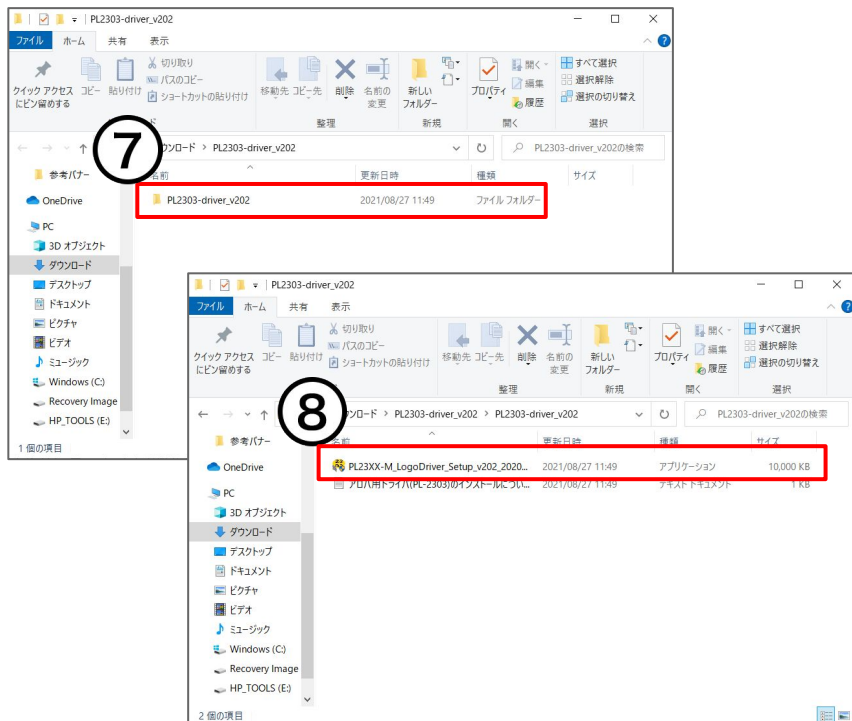 PL2303-driver_v202
ファイル ホーム 共有 表示
クイック アクセス にピン留めする
コピー
貼り付け
切り取り
パスのコピー
ショートカットの貼り付け
移動先 コピー先 削除 名前の変更
新しいフォルダー
プロパティ
開く
編集
履歴
すべて選択
選択解除
選択の切り替え
整理 新規 開く 選択
⑦
ンロード > PL2303-driver_v202
PL2303-driver_v202の検索
名前 更新日時 種類 サイズ
PL2303-driver_v202 2021/08/27 11:49 ファイル フォルダー
参考バナー
OneDrive
PC
3D オブジェクト
ダウンロード
デスクトップ
ドキュメント
ピクチャ
ビデオ
ミュージック
Windows (C:)
Recovery Image
HP_TOOLS (E:)
1 個の項目
PL2303-driver_v202
ファイル ホーム 共有 表示
クイック アクセス にピン留めする
コピー
貼り付け
切り取り
パスのコピー
ショートカットの貼り付け
移動先 コピー先 削除 名前の変更
新しいフォルダー
プロパティ
開く
編集
履歴
すべて選択
選択解除
選択の切り替え
整理 新規 開く 選択
⑧
ウンロード > PL2303-driver_v202 > PL2303-driver_v202
PL2303-driver_v202の検索
名前 更新日時 種類 サイズ
PL23XX-M_LogoDriver_Setup_v202_2020... 2021/08/27 11:49 アプリケーション 10,000 KB
アロハ用ドライバ(PL-2303)のインストールについ... 2021/08/27 11:49 テキスト ドキュメント 1 KB
参考バナー
OneDrive
PC
3D オブジェクト
ダウンロード
デスクトップ
ドキュメント
ピクチャ
ビデオ
ミュージック
Windows (C:)
Recovery Image
HP_TOOLS (E:)
2 個の項目